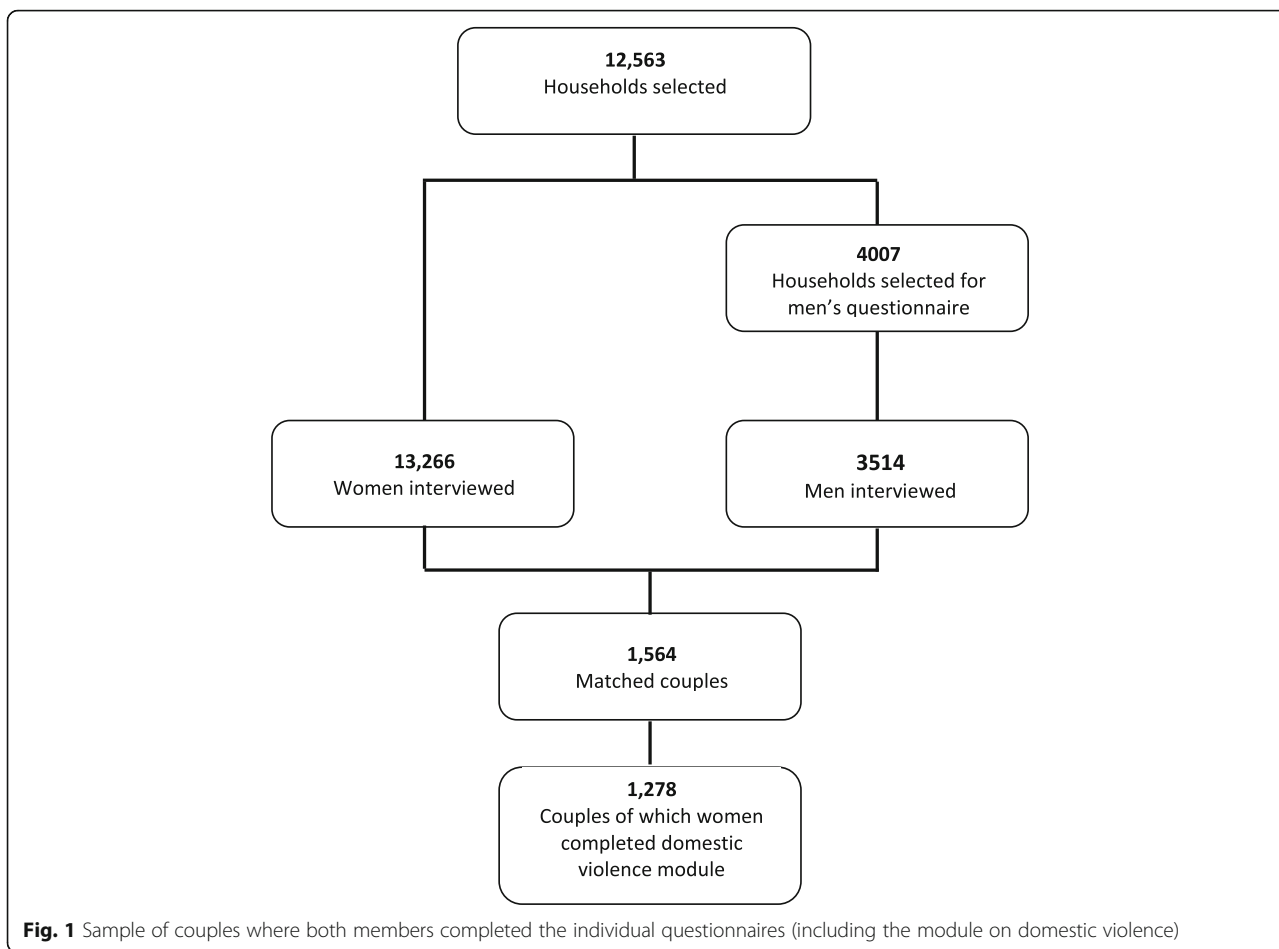 12,563
Households selected
4007
Households selected for
men's questionnaire
13,266
Women interviewed
3514
Men interviewed
1,564
Matched couples
1,278
Couples of which women
completed domestic
violence module
Fig. 1 Sample of couples where both members completed the individual questionnaires (including the module on domestic violence)